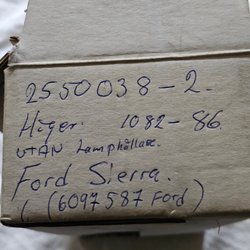 2550038-2.
Höger. 1082-86.
UTAN Lamphållare.
Ford Sierra.
( (6097587 Ford)